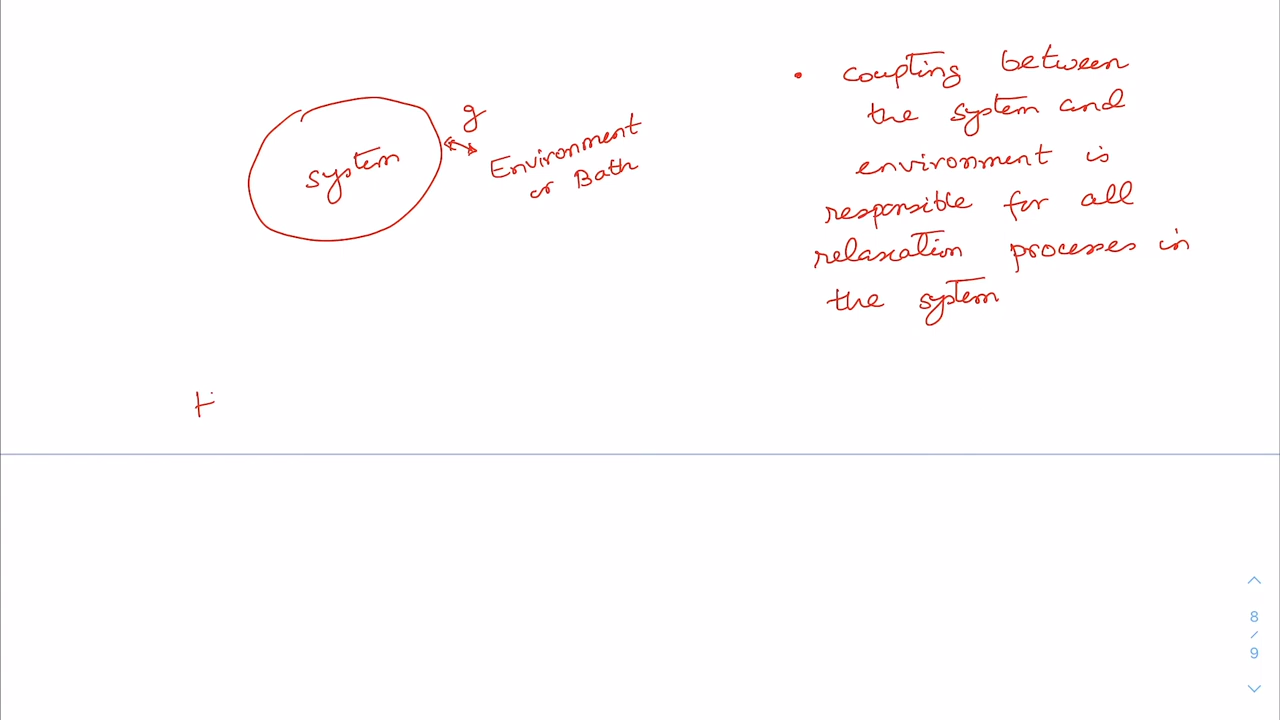 system
g
Environment
or Bath
• coupling between
the system and
environment is
responsible for all
relaxation processes in
the system
8
/
9